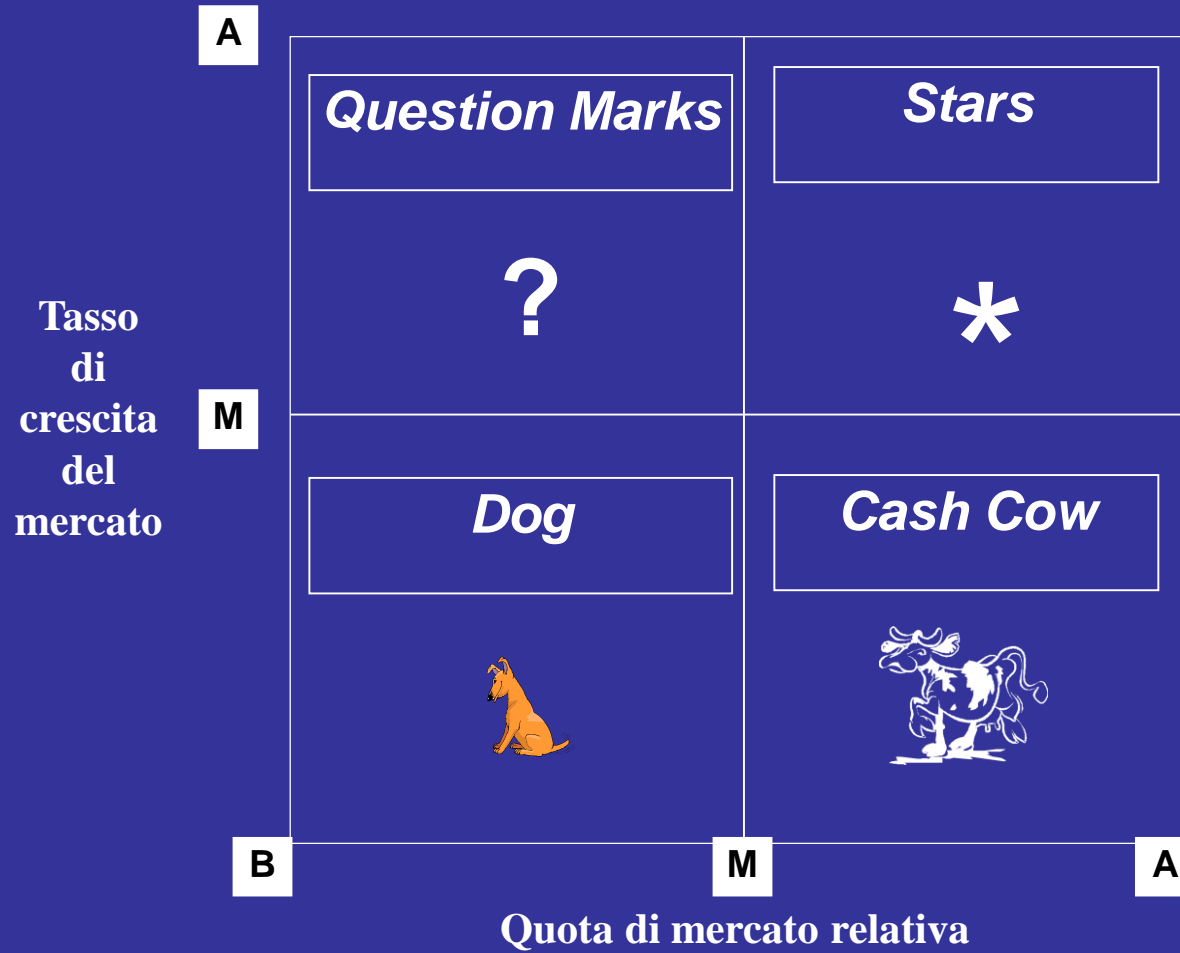 A
Question Marks
Stars
?
*
Tasso
di
crescita
del
mercato
M
Dog
Cash Cow
B
M
A
Quota di mercato relativa